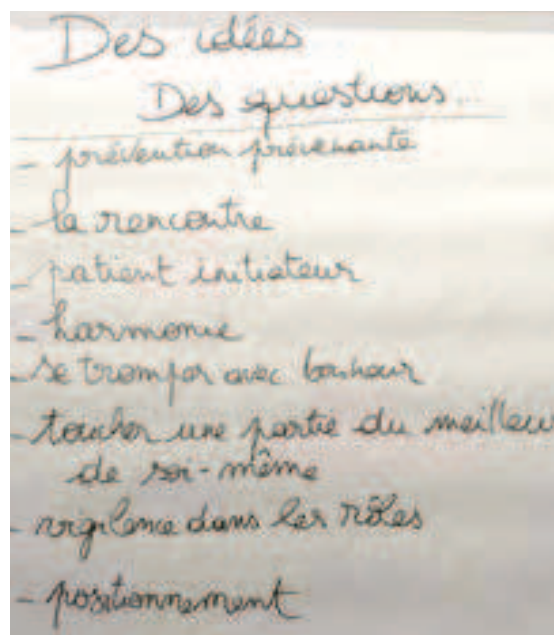 Des idées
Des questions...
- prévention prévenante
- la rencontre
- patient initiateur
- harmonie
- se tromper avec bonheur
- toucher une partie du meilleur
de soi-même
- vigilance dans les rôles
- positionnement